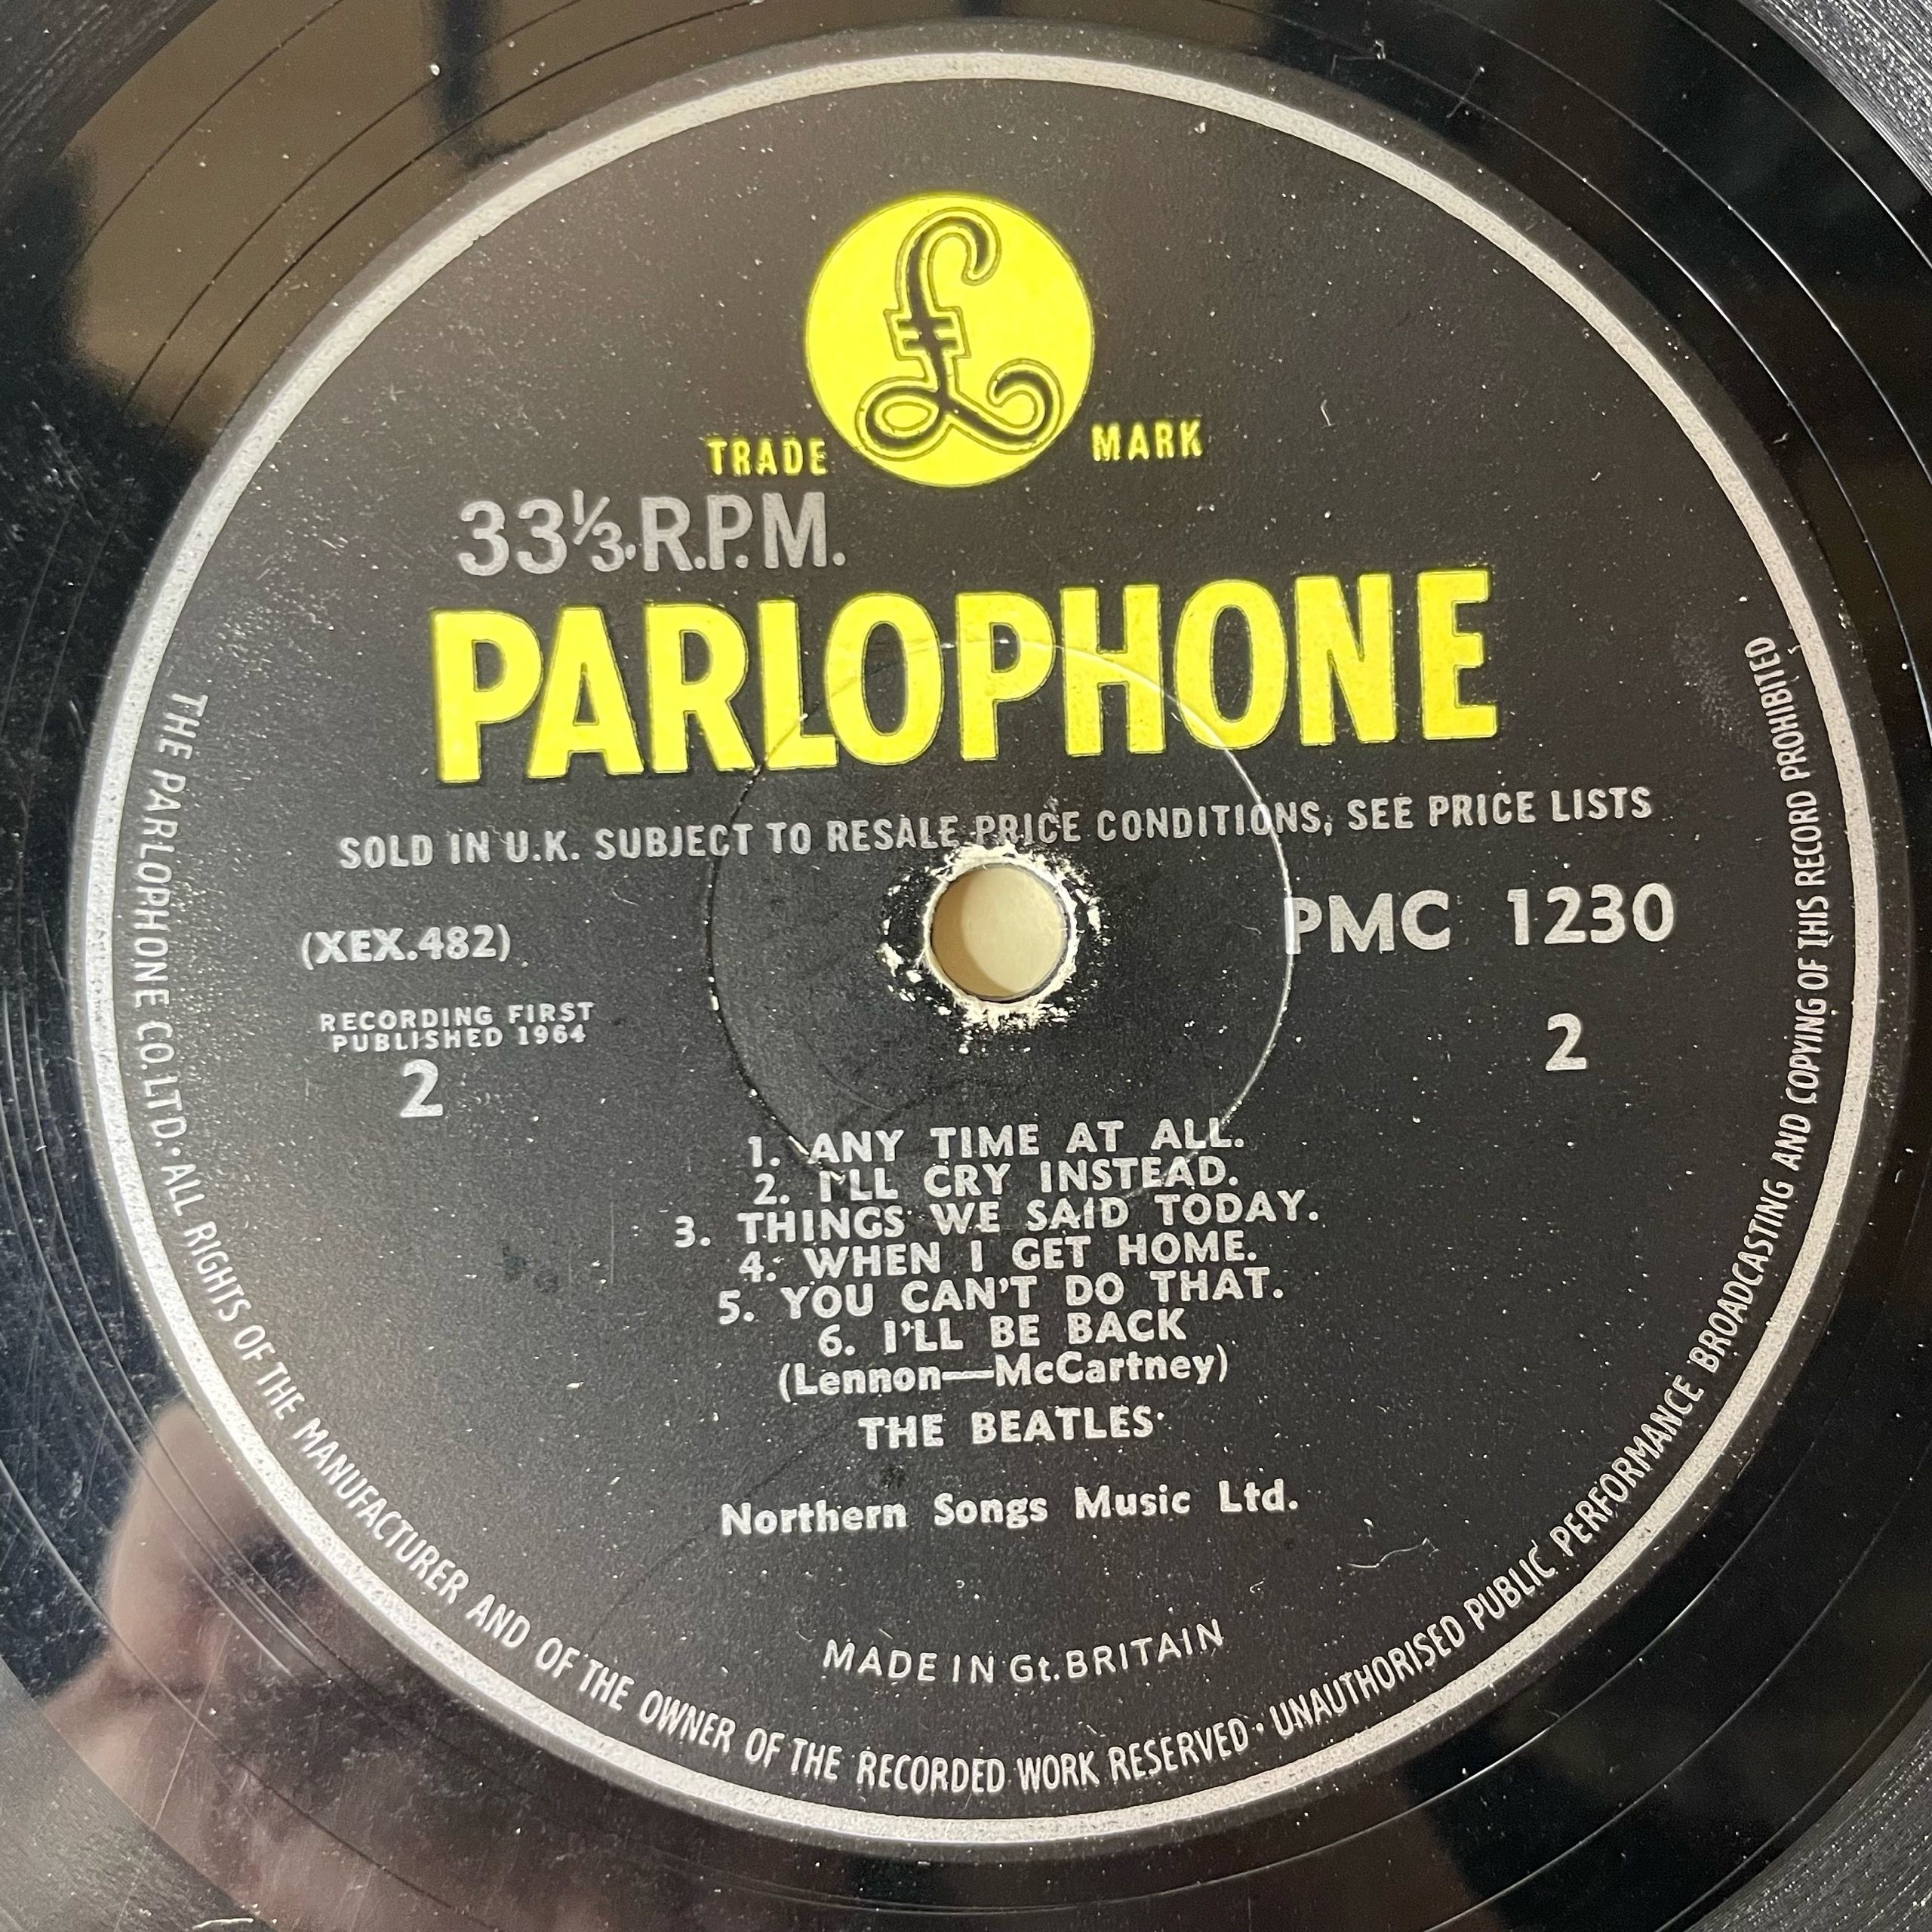 £
TRADE MARK
33⅓ R.P.M.
PARLOPHONE
SOLD IN U.K. SUBJECT TO RESALE PRICE CONDITIONS, SEE PRICE LISTS
(XEX.482)
PMC 1230
RECORDING FIRST
PUBLISHED 1964
2
2
1. ANY TIME AT ALL.
2. I'LL CRY INSTEAD.
3. THINGS WE SAID TODAY.
4. WHEN I GET HOME.
5. YOU CAN'T DO THAT.
6. I'LL BE BACK
(Lennon—McCartney)
THE BEATLES
Northern Songs Music Ltd.
MADE IN Gt. BRITAIN
THE PARLOPHONE CO. LTD · ALL RIGHTS OF THE MANUFACTURER AND OF THE OWNER OF THE RECORDED WORK RESERVED · UNAUTHORISED PUBLIC PERFORMANCE BROADCASTING AND COPYING OF THIS RECORD PROHIBITED